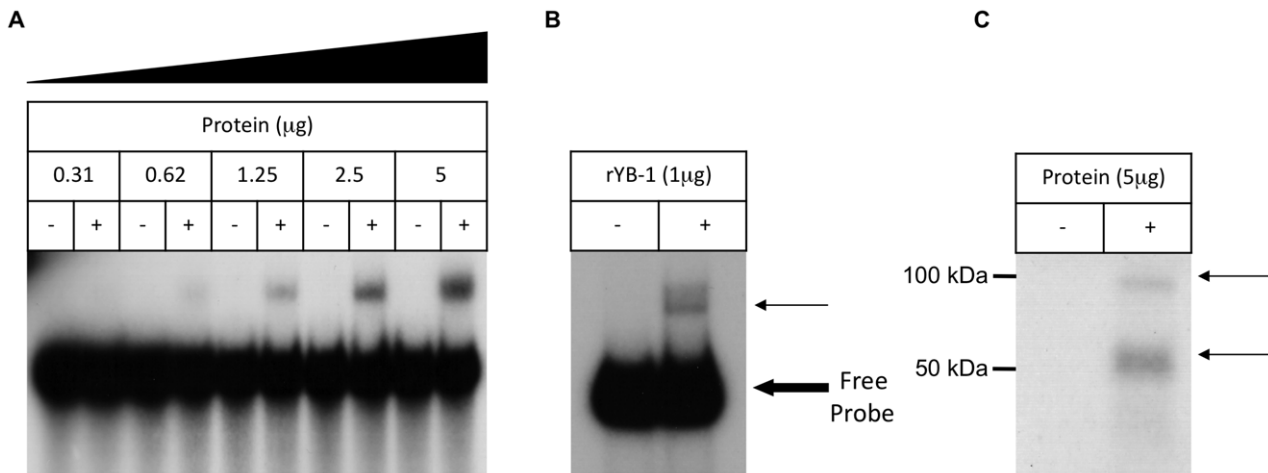 A
B
C
Protein (μg)
0.31 0.62 1.25 2.5 5
- + - + - + - + - +
rYB-1 (1μg)
- +
Free
Probe
Protein (5μg)
- +
100 kDa
50 kDa